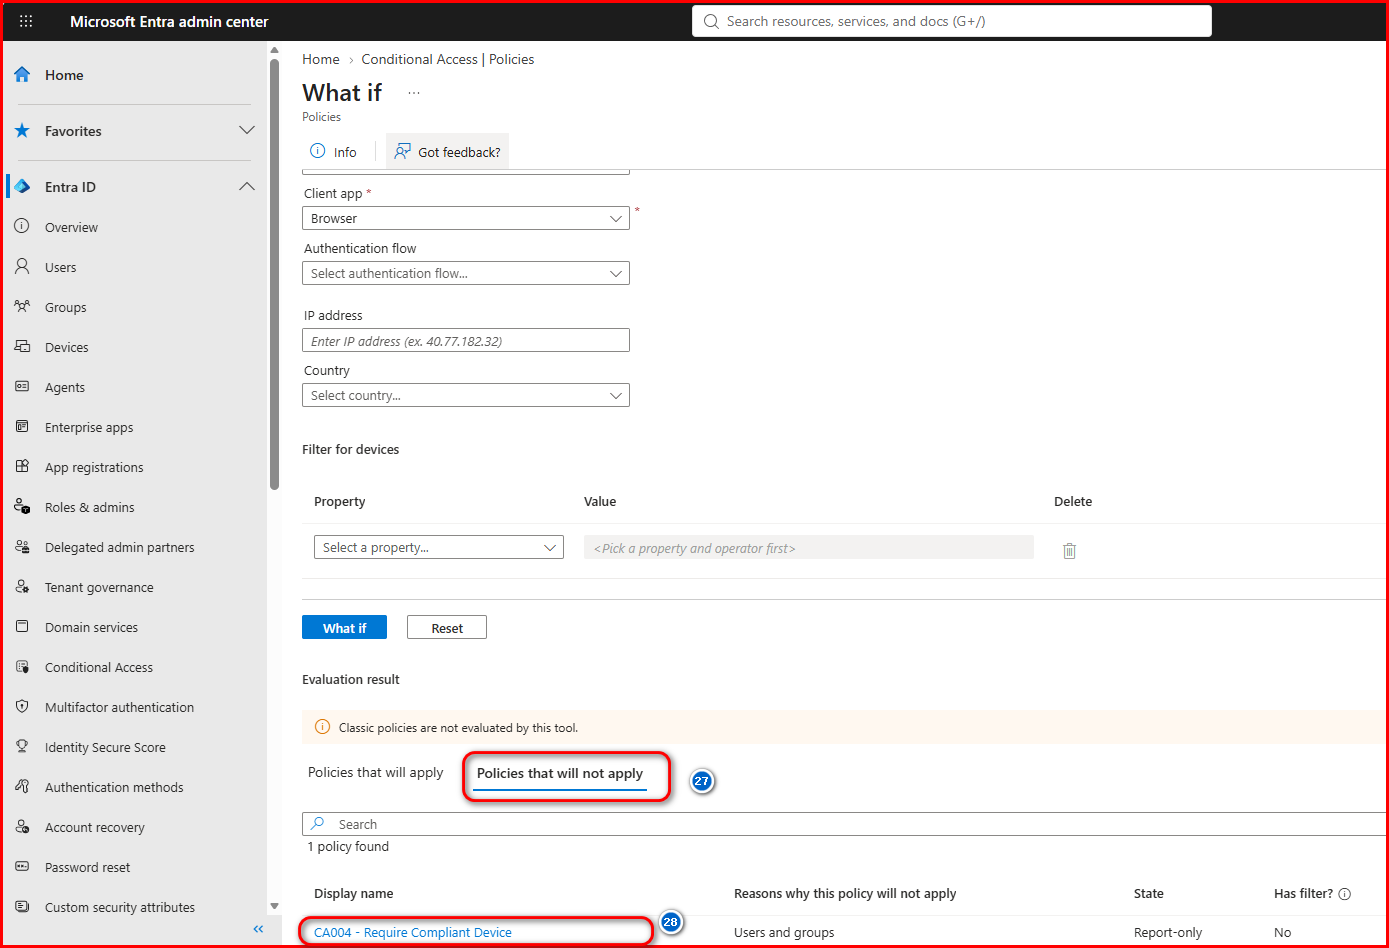 Microsoft Entra admin center
Search resources, services, and docs (G+/)
Home
Favorites
Entra ID
Overview
Users
Groups
Devices
Agents
Enterprise apps
App registrations
Roles & admins
Delegated admin partners
Tenant governance
Domain services
Conditional Access
Multifactor authentication
Identity Secure Score
Authentication methods
Account recovery
Password reset
Custom security attributes
«
Home > Conditional Access | Policies
What if ...
Policies
Info
Got feedback?
Client app *
Browser *
Authentication flow
Select authentication flow...
IP address
Enter IP address (ex. 40.77.182.32)
Country
Select country...
Filter for devices
Property Value Delete
Select a property... <Pick a property and operator first>
What if Reset
Evaluation result
Classic policies are not evaluated by this tool.
Policies that will apply Policies that will not apply 27
Search
1 policy found
Display name Reasons why this policy will not apply State Has filter?
CA004 - Require Compliant Device 28 Users and groups Report-only No